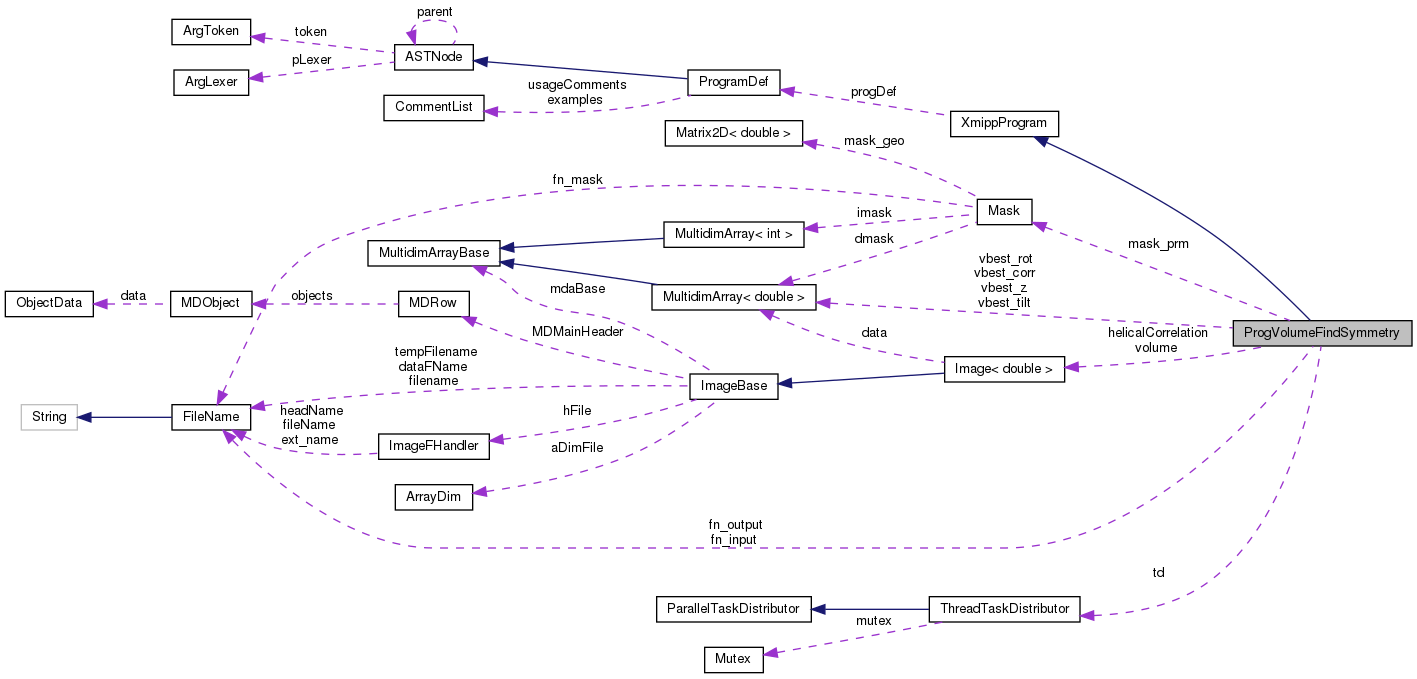 parent
ArgToken
token
ASTNode
pLexer
ArgLexer
ProgramDef
usageComments
examples
CommentList
progDef
XmippProgram
Matrix2D< double >
mask_geo
fn_mask
Mask
imask
MultidimArray< int >
dmask
mask_prm
MultidimArrayBase
vbest_rot
vbest_corr
vbest_z
vbest_tilt
mdaBase
MultidimArray< double >
ObjectData
data
MDObject
objects
MDRow
MDMainHeader
data
helicalCorrelation
volume
ProgVolumeFindSymmetry
tempFilename
dataFName
filename
Image< double >
ImageBase
String
FileName
headName
fileName
ext_name
hFile
ImageFHandler
aDimFile
ArrayDim
fn_output
fn_input
td
ParallelTaskDistributor
ThreadTaskDistributor
mutex
Mutex